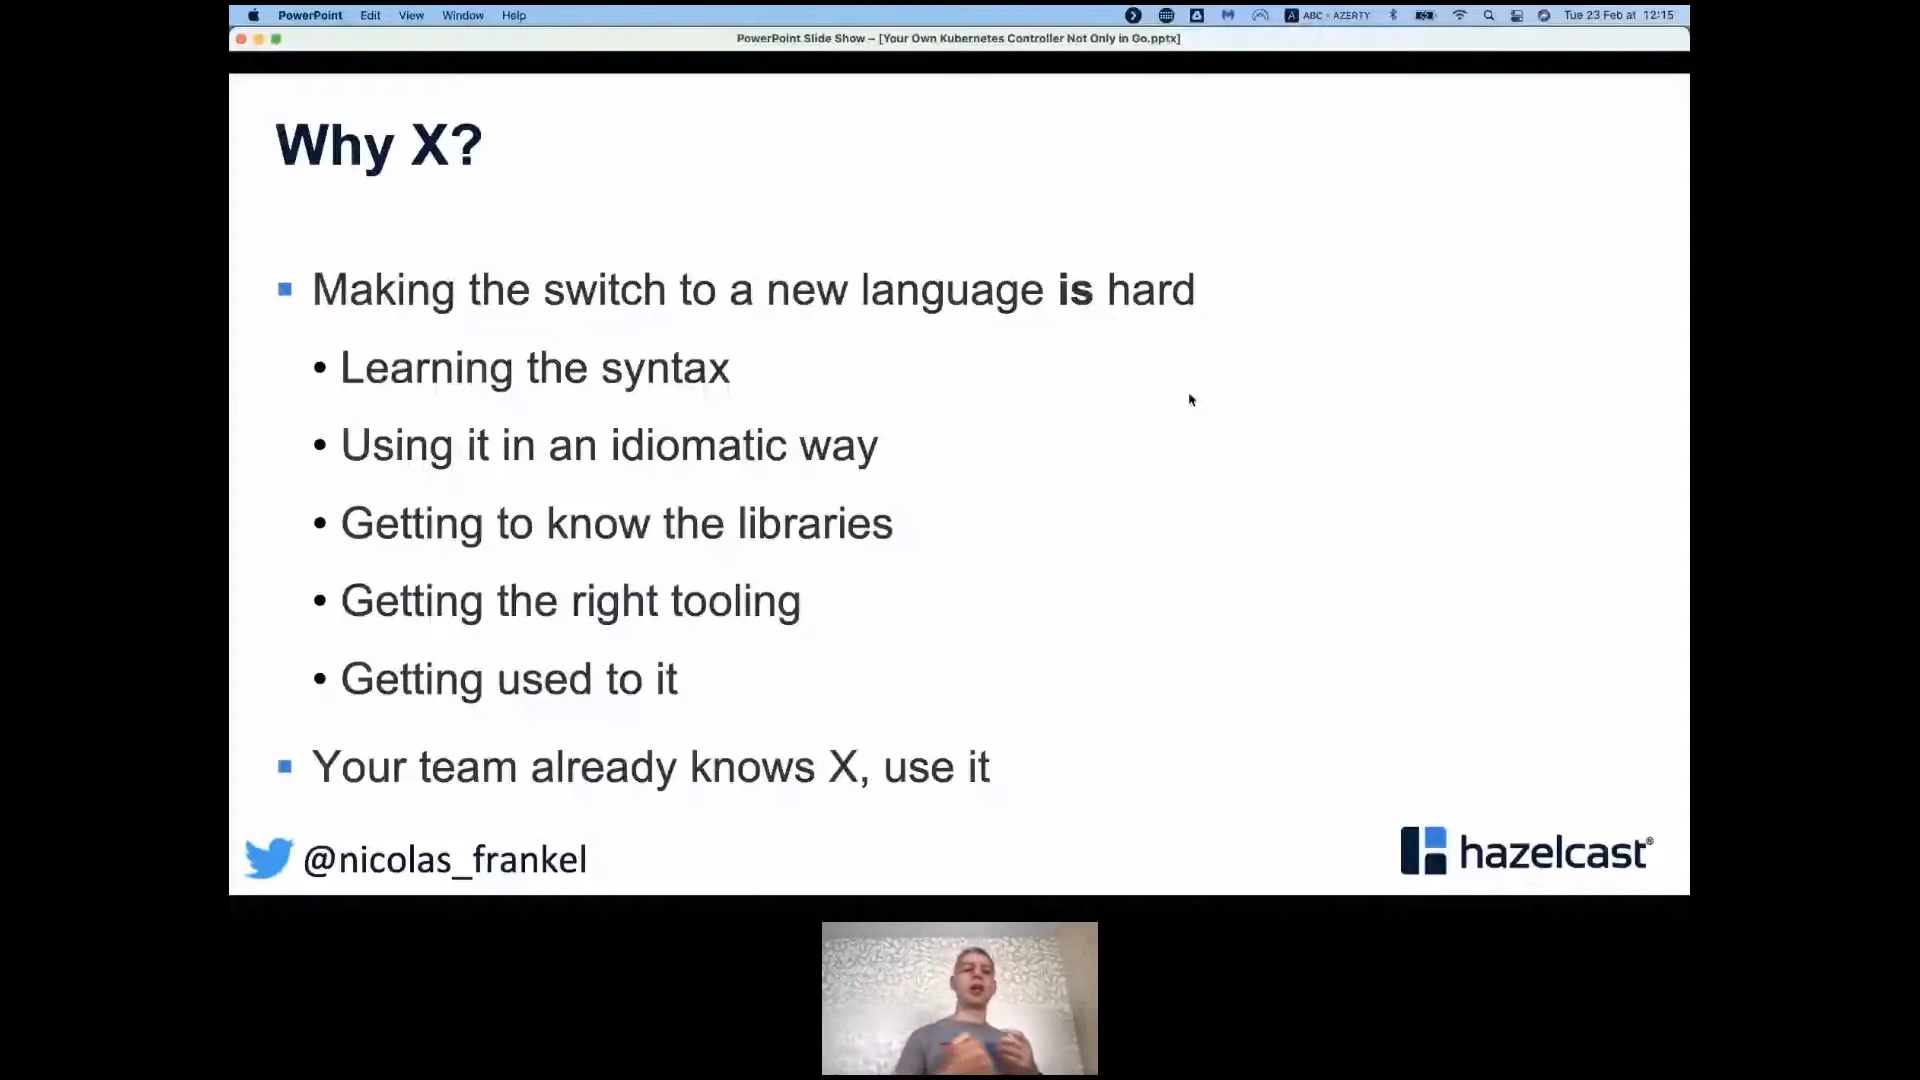 PowerPoint Edit View Window Help ABC - AZERTY Tue 23 Feb at 12:15
PowerPoint Slide Show – [Your Own Kubernetes Controller Not Only in Go.pptx]
Why X?
Making the switch to a new language is hard
• Learning the syntax
• Using it in an idiomatic way
• Getting to know the libraries
• Getting the right tooling
• Getting used to it
Your team already knows X, use it
@nicolas_frankel
hazelcast®